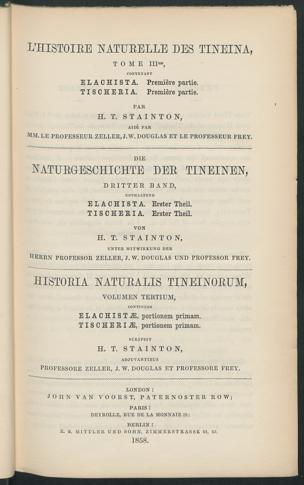 L'HISTOIRE NATURELLE DES TINEINA,
TOME IIIme,
CONTENANT
ELACHISTA. Première partie.
TISCHERIA. Première partie.
PAR
H. T. STAINTON,
AIDÉ PAR
MM. LE PROFESSEUR ZELLER, J. W. DOUGLAS ET LE PROFESSEUR FREY.
DIE
NATURGESCHICHTE DER TINEINEN,
DRITTER BAND,
ENTHALTEND
ELACHISTA. Erster Theil.
TISCHERIA. Erster Theil.
VON
H. T. STAINTON,
UNTER MITWIRKUNG DER
HERRN PROFESSOR ZELLER, J. W. DOUGLAS UND PROFESSOR FREY.
HISTORIA NATURALIS TINEINORUM,
VOLUMEN TERTIUM,
CONTINENS
ELACHISTÆ, portionem primam.
TISCHERIÆ, portionem primam.
SCRIPSIT
H. T. STAINTON,
ADJUVANTIBUS
PROFESSORE ZELLER, J. W. DOUGLAS ET PROFESSORE FREY.
LONDON:
JOHN VAN VOORST, PATERNOSTER ROW;
PARIS:
DEYROLLE, RUE DE LA MONNAIE 19;
BERLIN:
E. S. MITTLER UND SOHN, ZIMMERSTRASSE
1858.